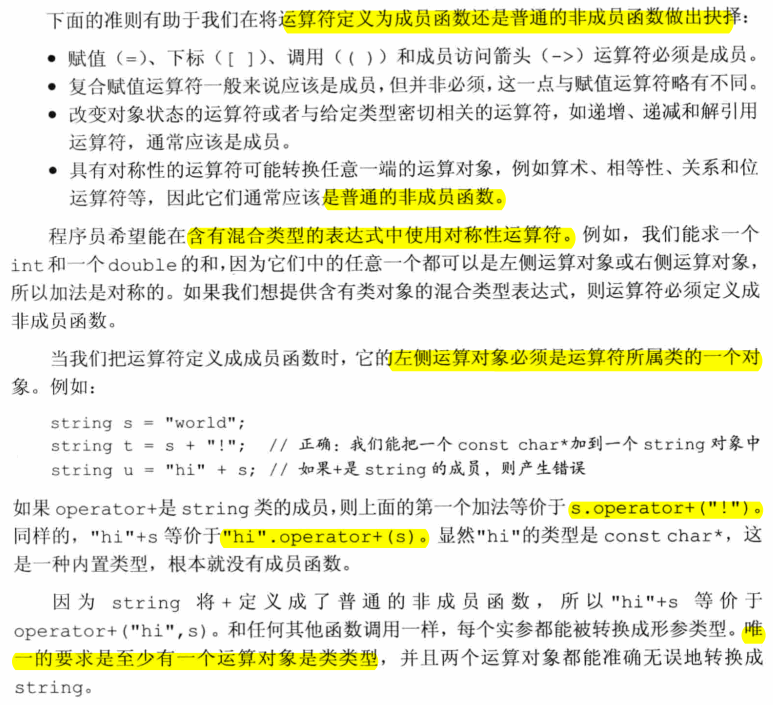 下面的准则有助于我们在将运算符定义为成员函数还是普通的非成员函数做出抉择：
• 赋值（=）、下标（[ ]）、调用（( )）和成员访问箭头（->）运算符必须是成员。
• 复合赋值运算符一般来说应该是成员，但并非必须，这一点与赋值运算符略有不同。
• 改变对象状态的运算符或者与给定类型密切相关的运算符，如递增、递减和解引用
运算符，通常应该是成员。
• 具有对称性的运算符可能转换任意一端的运算对象，例如算术、相等性、关系和位
运算符等，因此它们通常应该是普通的非成员函数。
程序员希望能在含有混合类型的表达式中使用对称性运算符。例如，我们能求一个
int和一个double的和，因为它们中的任意一个都可以是左侧运算对象或右侧运算对象，
所以加法是对称的。如果我们想提供含有类对象的混合类型表达式，则运算符必须定义成
非成员函数。
当我们把运算符定义成成员函数时，它的左侧运算对象必须是运算符所属类的一个对
象。例如：
string s = "world";
string t = s + "!"; // 正确：我们能把一个const char*加到一个string对象中
string u = "hi" + s; // 如果+是string的成员，则产生错误
如果operator+是string类的成员，则上面的第一个加法等价于s.operator+("!")。
同样的，"hi"+s等价于"hi".operator+(s)。显然"hi"的类型是const char*，这
是一种内置类型，根本就没有成员函数。
因为string将+定义成了普通的非成员函数，所以"hi"+s等价于
operator+("hi",s)。和任何其他函数调用一样，每个实参都能被转换成形参类型。唯
一的要求是至少有一个运算对象是类类型，并且两个运算对象都能准确无误地转换成
string。